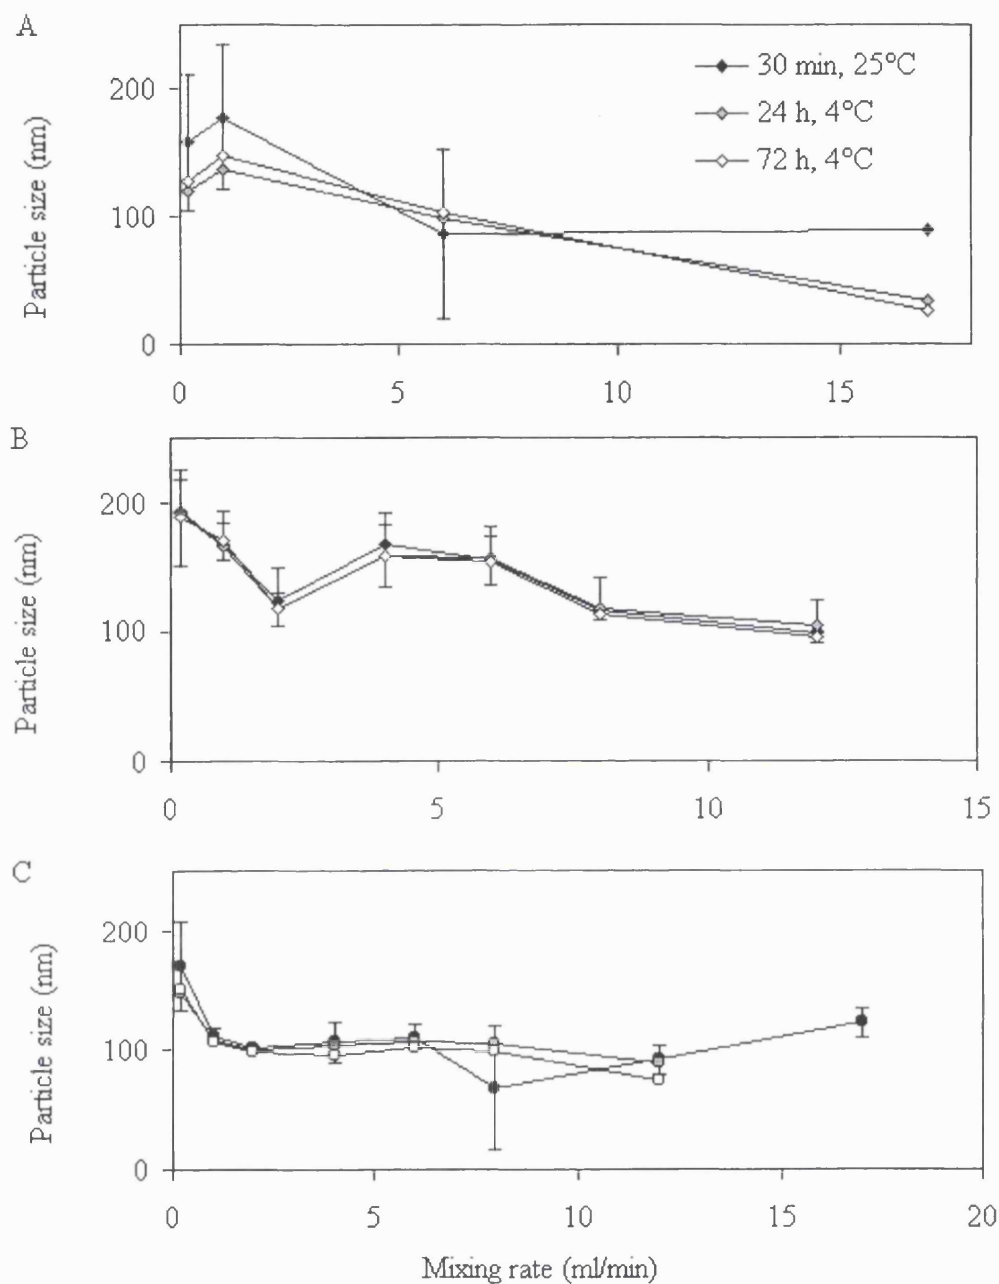 A
Particle size (nm)
200
100
0
30 min, 25°C
24 h, 4°C
72 h, 4°C
0 5 10 15
B
Particle size (nm)
200
100
0
0 5 10 15
C
Particle size (nm)
200
100
0
0 5 10 15 20
Mixing rate (ml/min)